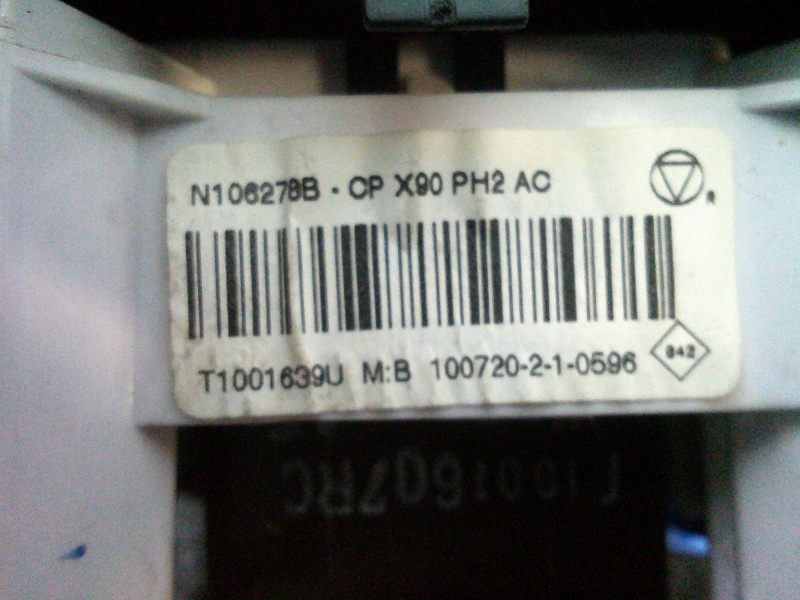 N106278B - CP X90 PH2 AC
R
T1001639U M:B 100720-2-1-0596
942